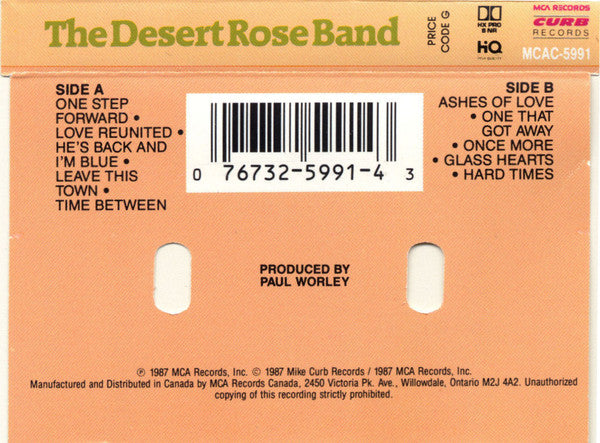 The Desert Rose Band
PRICE
CODE G
HX PRO
B NR
HQ
MCA RECORDS
CURB
RECORDS
MCAC-5991
SIDE A
ONE STEP
FORWARD •
LOVE REUNITED •
HE'S BACK AND
I'M BLUE •
LEAVE THIS
TOWN •
TIME BETWEEN
0 76732-5991-4 3
SIDE B
ASHES OF LOVE
• ONE THAT
GOT AWAY
• ONCE MORE
• GLASS HEARTS
• HARD TIMES
PRODUCED BY
PAUL WORLEY
℗ 1987 MCA Records, Inc. © 1987 Mike Curb Records / 1987 MCA Records, Inc.
Manufactured and Distributed in Canada by MCA Records Canada, 2450 Victoria Pk. Ave., Willowdale, Ontario M2J 4A2. Unauthorized
copying of this recording strictly prohibited.